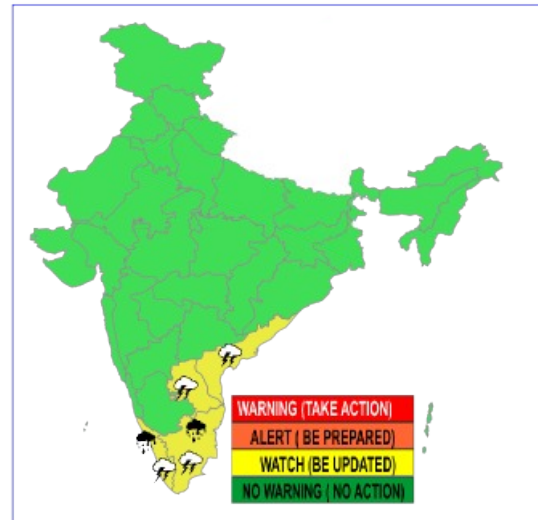 WARNING (TAKE ACTION)
ALERT ( BE PREPARED)
WATCH (BE UPDATED)
NO WARNING ( NO ACTION)